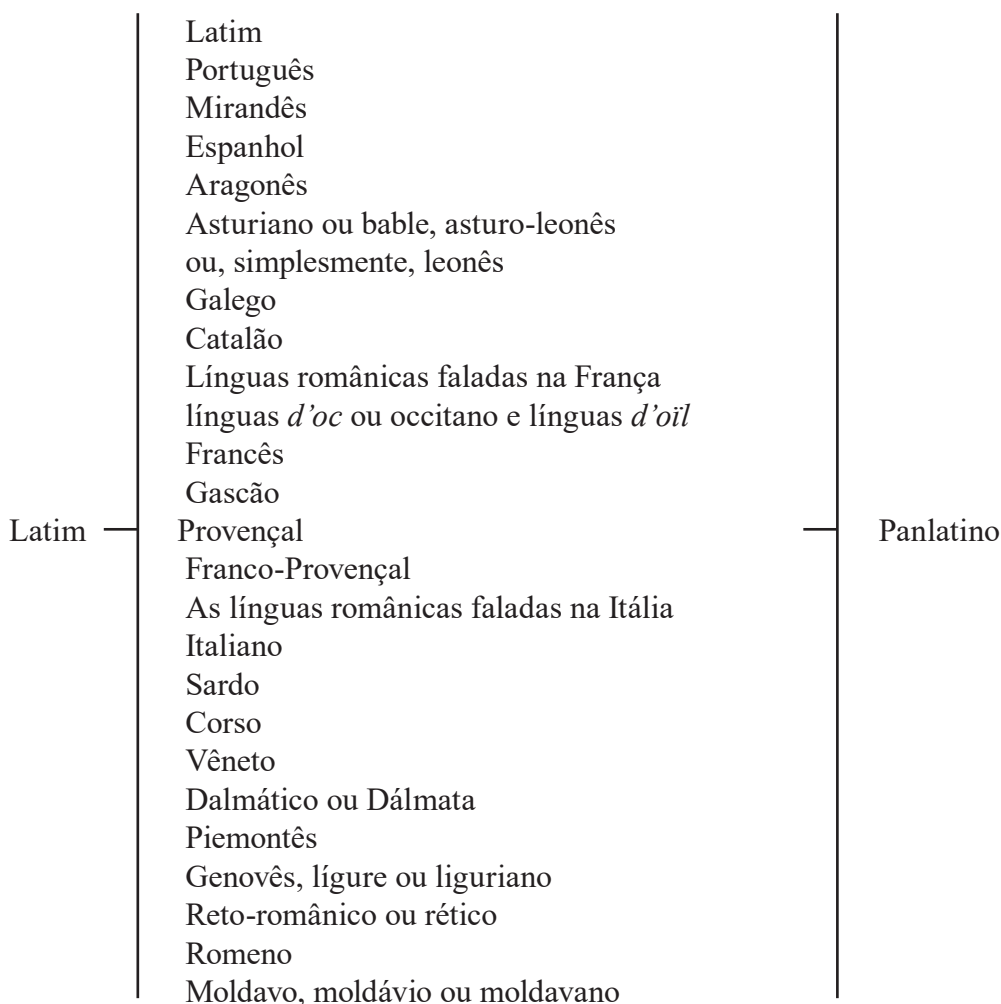 Latim
Português
Mirandês
Espanhol
Aragonês
Asturiano ou bable, asturo-leonês
ou, simplesmente, leonês
Galego
Catalão
Línguas românicas faladas na França
línguas d’oc ou occitano e línguas d’oïl
Francês
Gascão
Latim Provençal Panlatino
Franco-Provençal
As línguas românicas faladas na Itália
Italiano
Sardo
Corso
Vêneto
Dalmático ou Dálmata
Piemontês
Genovês, lígure ou liguriano
Reto-românico ou rético
Romeno
Moldavo, moldávio ou moldavano